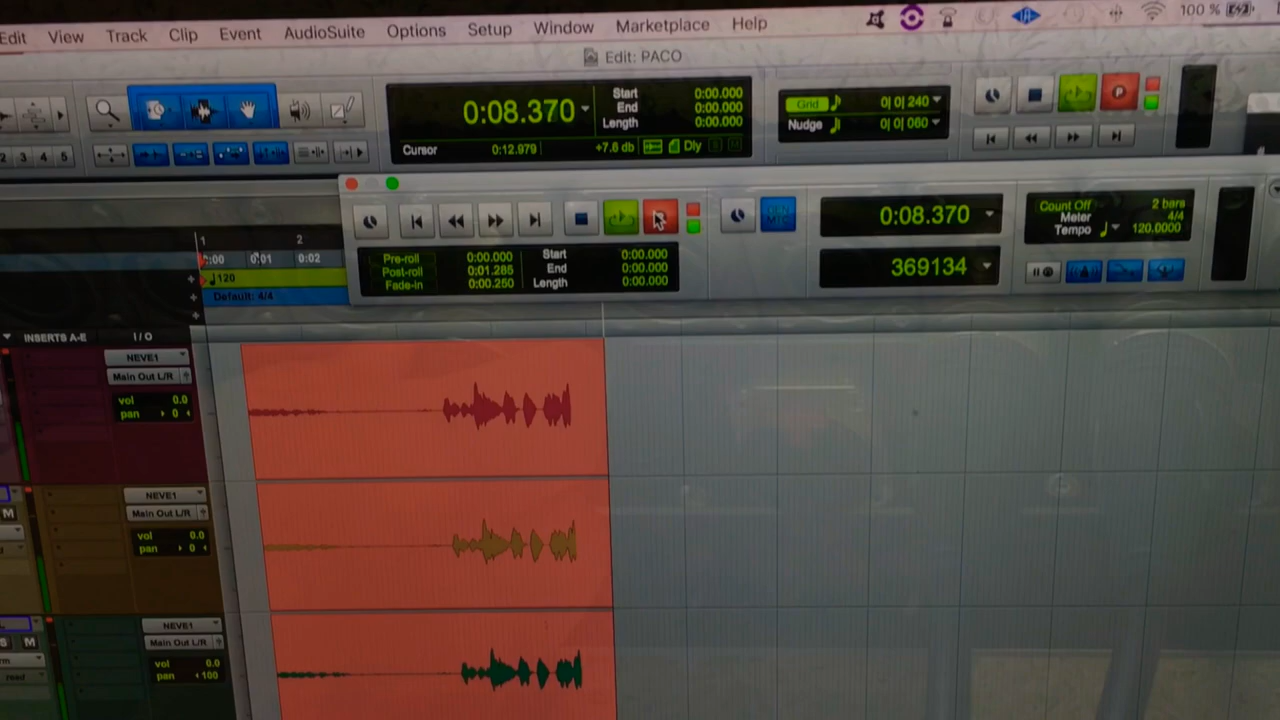 Edit View Track Clip Event AudioSuite Options Setup Window Marketplace Help
100 %
Edit: PACO
0:08.370
Start 0:00.000
End 0:00.000
Length 0:00.000
Cursor 0:12.979 +7.6 db Dly S M
Grid 0| 0| 240
Nudge 0| 0| 060
2 3 4 5
0:08.370
369134
Count Off 2 bars
Meter 4/4
Tempo 120.0000
Pre-roll 0:00.000
Post-roll 0:01.285
Fade-in 0:00.250
Start 0:00.000
End 0:00.000
Length 0:00.000
1 2
0:00 0:01 0:02
120
Default: 4/4
INSERTS A-E I / O
NEVE1
Main Out L/R
vol 0.0
pan 0
NEVE1
Main Out L/R
vol 0.0
pan 0
M
NEVE1
Main Out L/R
vol 0.0
pan 100
S M
read